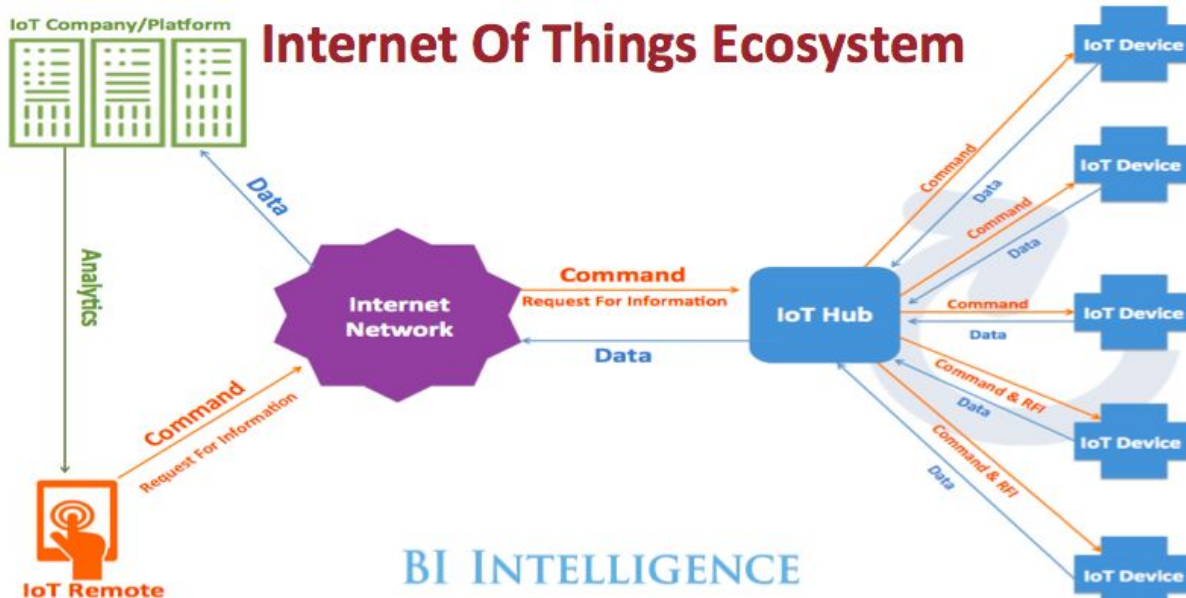 IoT Company/Platform
Internet Of Things Ecosystem
IoT Device
Command
Data
Data
IoT Device
Command
Data
Analytics
Internet
Network
Command
Request For Information
Data
IoT Hub
Command
Data
IoT Device
Command & RFI
Data
IoT Device
Command
Request For Information
Command & RFI
Data
IoT Device
IoT Remote
BI INTELLIGENCE